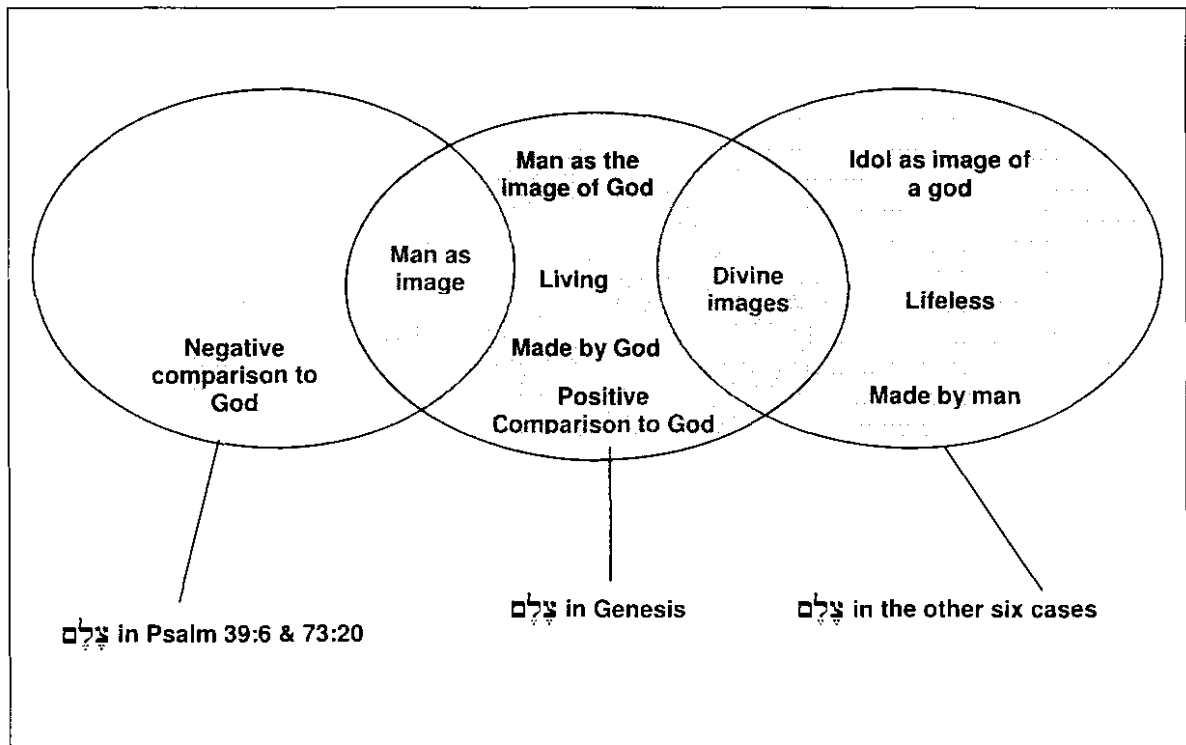 Man as the
image of God
Idol as image of
a god
Man as
image
Living
Divine
images
Lifeless
Negative
comparison to
God
Made by God
Positive
Comparison to God
Made by man
צֶלֶם in Psalm 39:6 & 73:20
צֶלֶם in Genesis
צֶלֶם in the other six cases